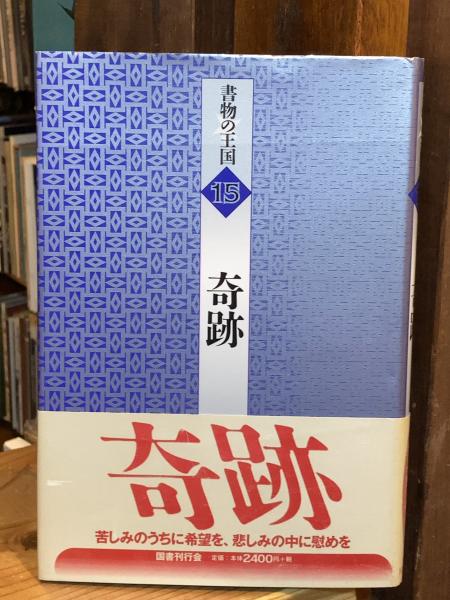 書物の王国
15
奇跡
奇跡
苦しみのうちに希望を、悲しみの中に慰めを
国書刊行会 定価:本体2400円+税